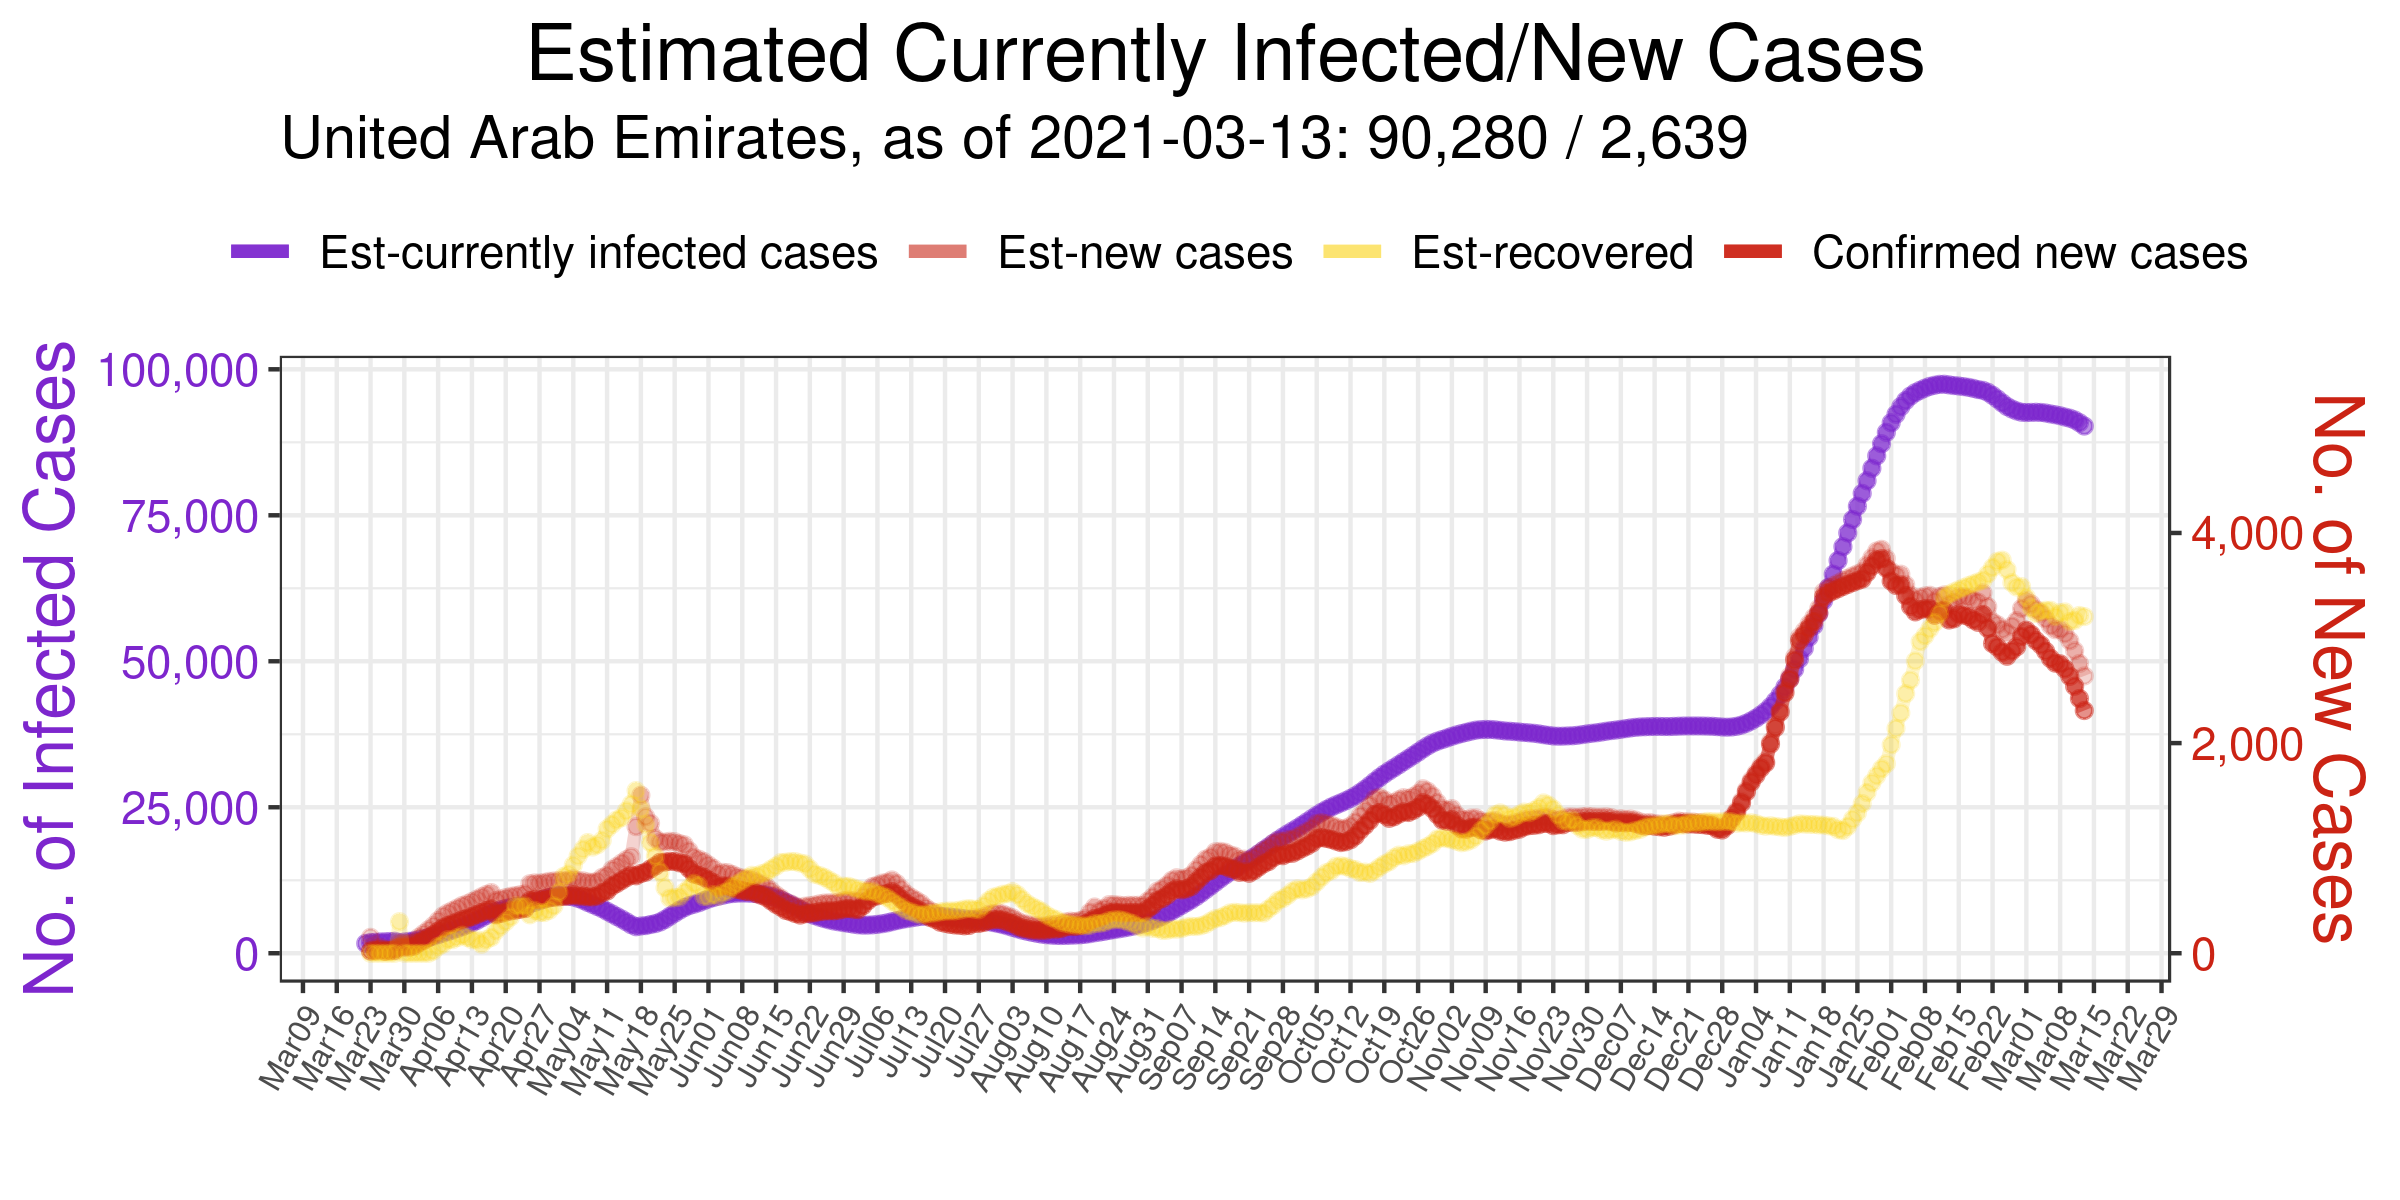 Estimated Currently Infected/New Cases
United Arab Emirates, as of 2021-03-13: 90,280 / 2,639
Est-currently infected cases Est-new cases Est-recovered Confirmed new cases
No. of Infected Cases
100,000
75,000
50,000
25,000
0
4,000
2,000
0
No. of New Cases
Mar09 Mar16 Mar23 Mar30 Apr06 Apr13 Apr20 Apr27 May04 May11 May18 May25 Jun01 Jun08 Jun15 Jun22 Jun29 Jul06 Jul13 Jul20 Jul27 Aug03 Aug10 Aug17 Aug24 Aug31 Sep07 Sep14 Sep21 Sep28 Oct05 Oct12 Oct19 Oct26 Nov02 Nov09 Nov16 Nov23 Nov30 Dec07 Dec14 Dec21 Dec28 Jan04 Jan11 Jan18 Jan25 Feb01 Feb08 Feb15 Feb22 Mar01 Mar08 Mar15 Mar22 Mar29